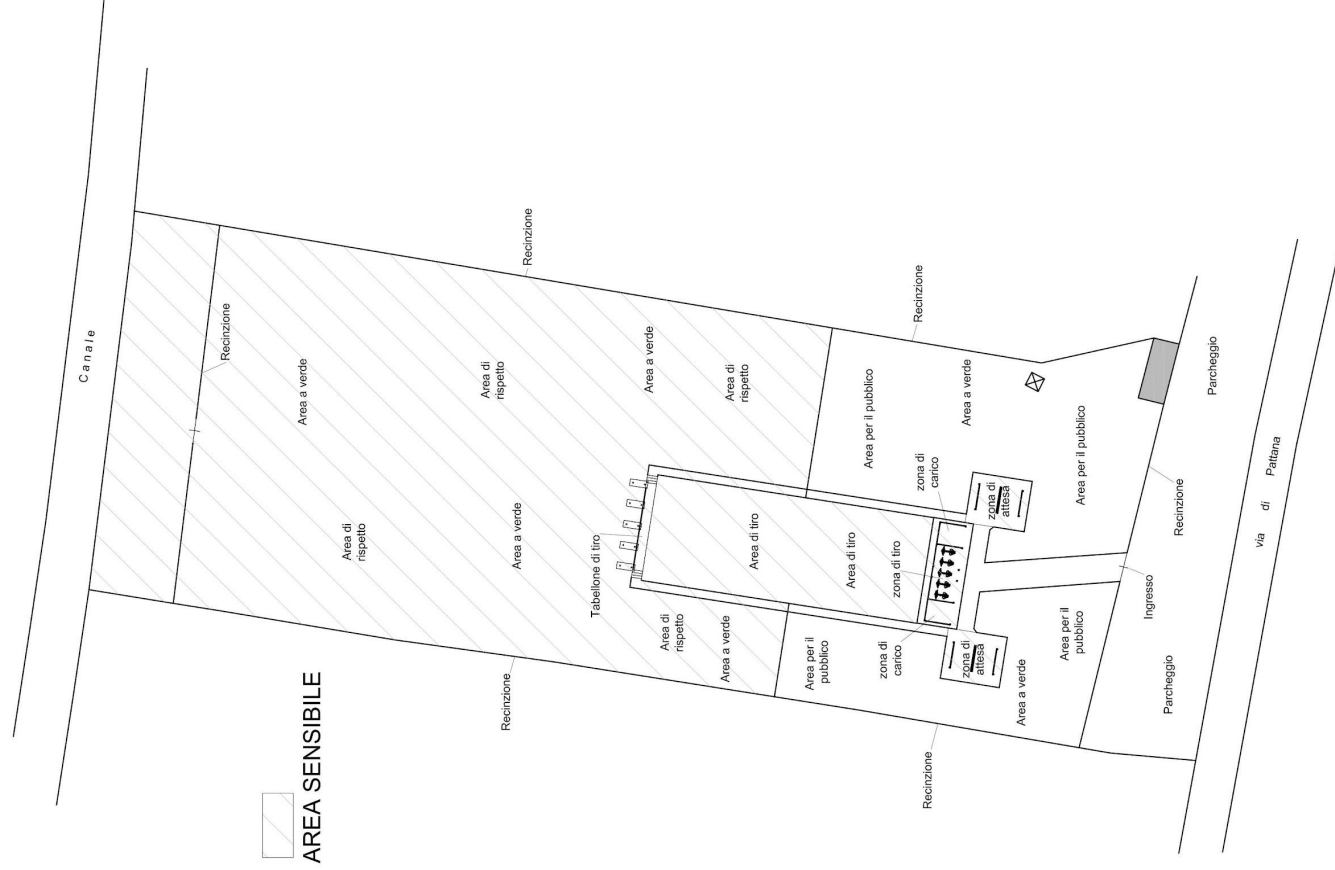 Canale
Recinzione
Recinzione
Area a verde
Area di
rispetto
Area a verde
Area di
rispetto
Area di
rispetto
Area a verde
Tabellone di tiro
Recinzione
Area di tiro
Recinzione
Area per il pubblico
Area a verde
Area di
rispetto
Area a verde
AREA SENSIBILE
Recinzione
zona di
carico
Area di tiro
zona di tiro
Area per il
pubblico
zona di
carico
zona di
attesa
Area per il pubblico
zona di
attesa
Area per il
pubblico
Area a verde
Recinzione
Ingresso
Recinzione
Parcheggio
Parcheggio
via di Pattana